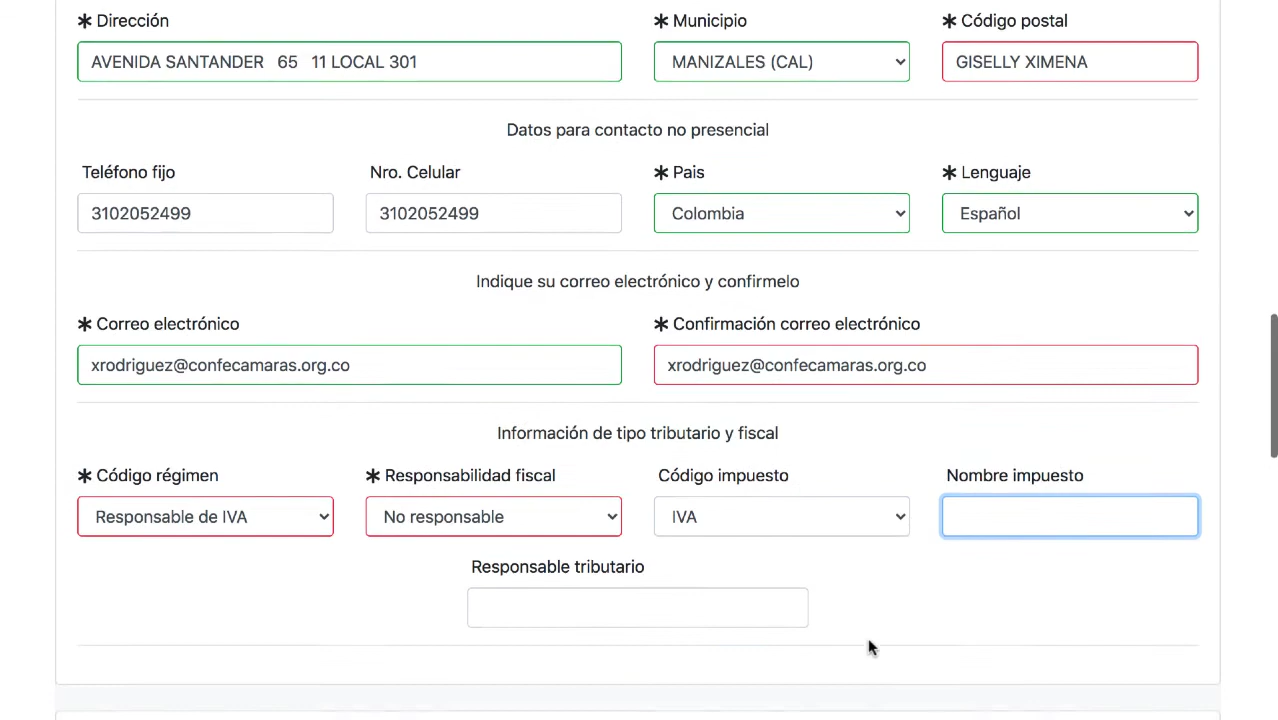 ✱ Dirección
✱ Municipio
✱ Código postal
AVENIDA SANTANDER   65   11 LOCAL 301
MANIZALES (CAL)
GISELLY XIMENA
Datos para contacto no presencial
Teléfono fijo
Nro. Celular
✱ Pais
✱ Lenguaje
3102052499
3102052499
Colombia
Español
Indique su correo electrónico y confirmelo
✱ Correo electrónico
✱ Confirmación correo electrónico
xrodriguez@confecamaras.org.co
xrodriguez@confecamaras.org.co
Información de tipo tributario y fiscal
✱ Código régimen
✱ Responsabilidad fiscal
Código impuesto
Nombre impuesto
Responsable de IVA
No responsable
IVA
Responsable tributario